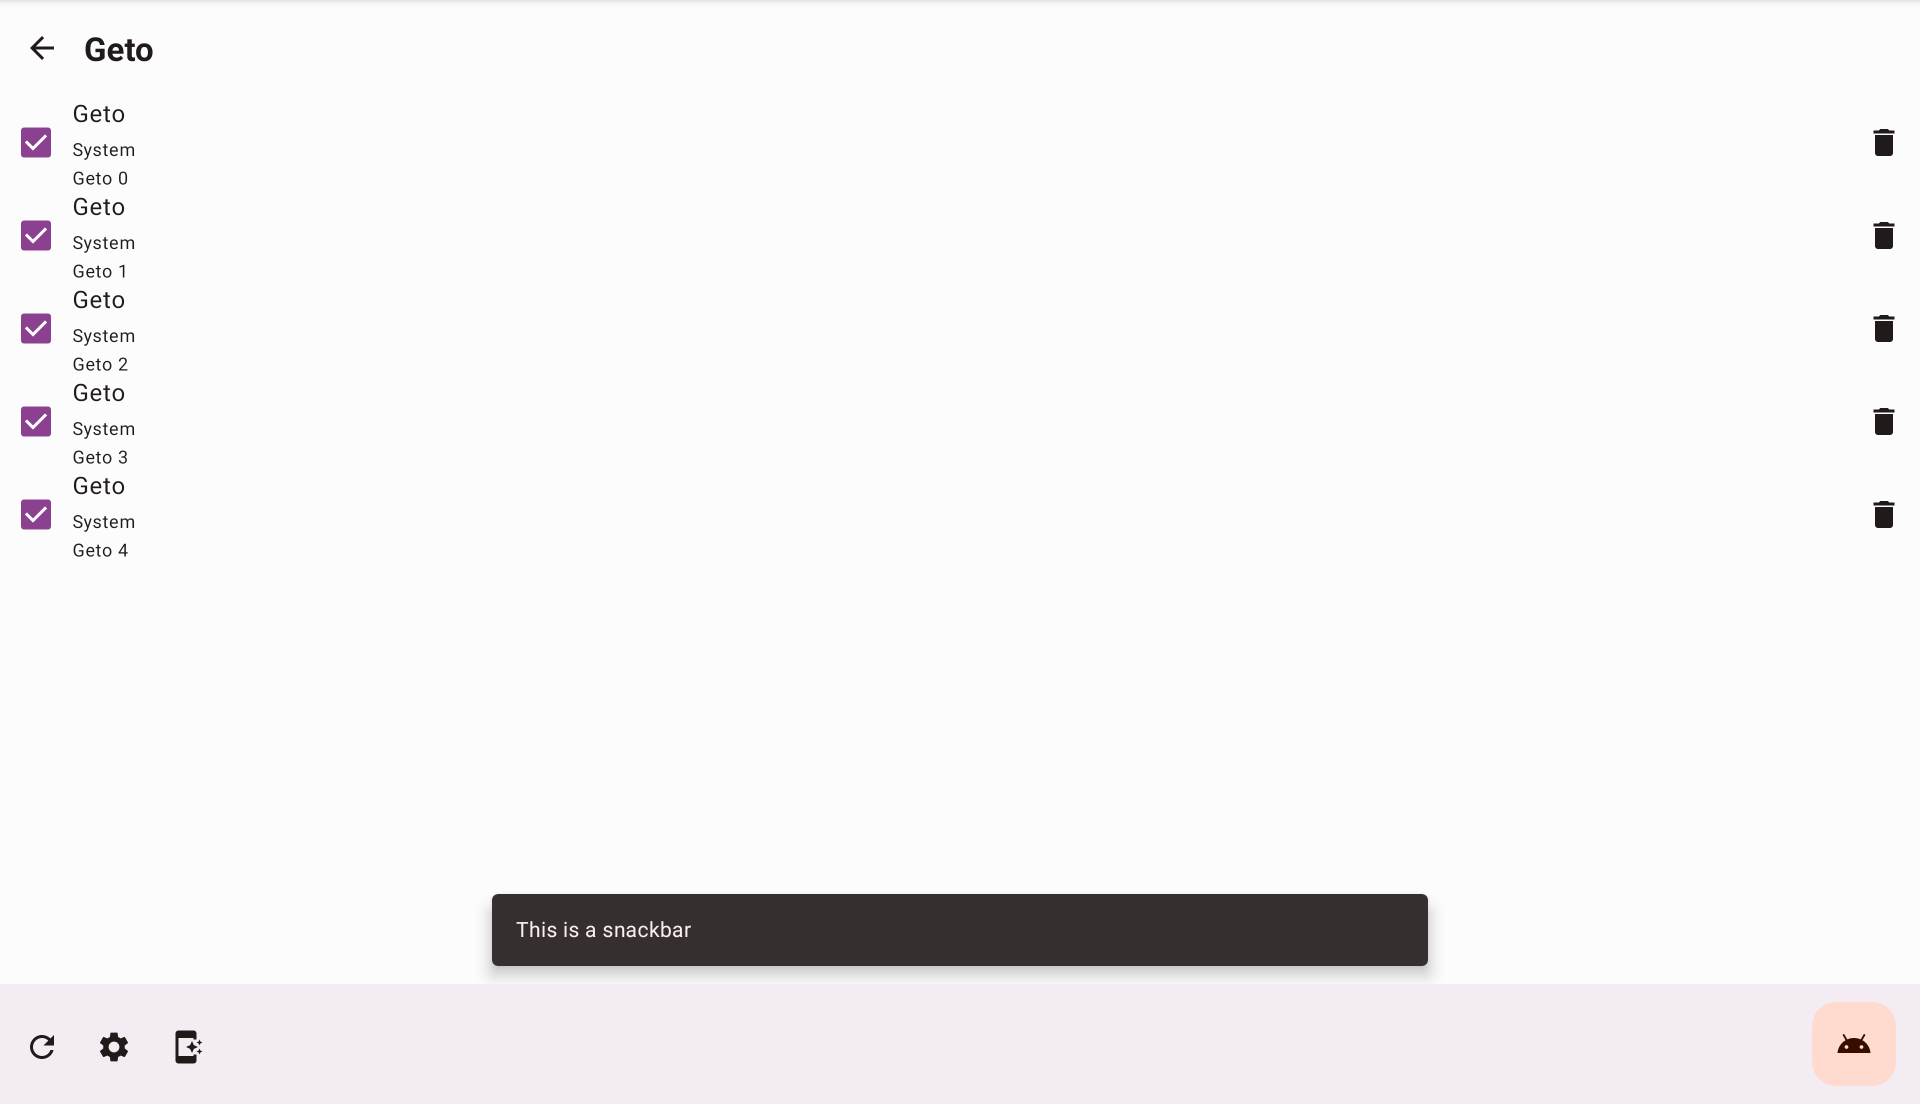 Geto
Geto
System
Geto 0
Geto
System
Geto 1
Geto
System
Geto 2
Geto
System
Geto 3
Geto
System
Geto 4
This is a snackbar